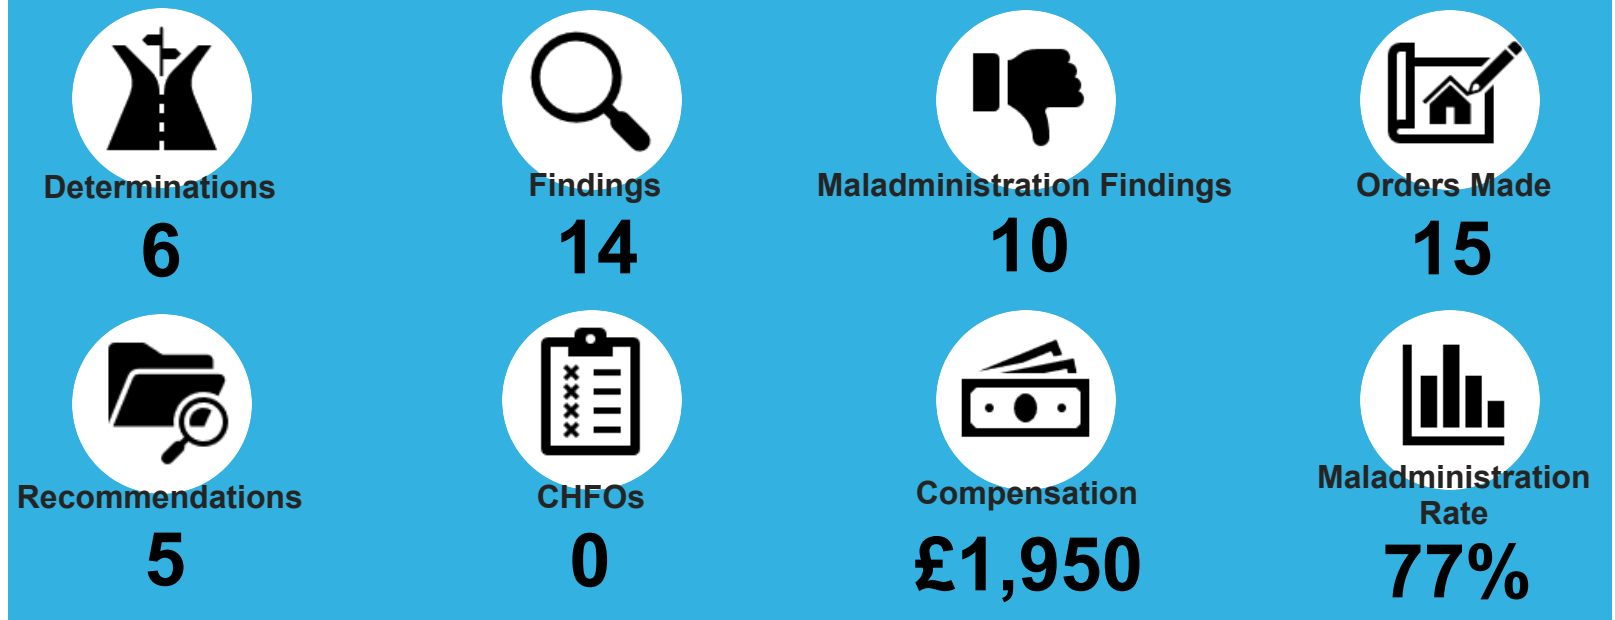 Determinations
6
Findings
14
Maladministration Findings
10
Orders Made
15
Recommendations
5
CHFOs
0
Compensation
£1,950
Maladministration
Rate
77%